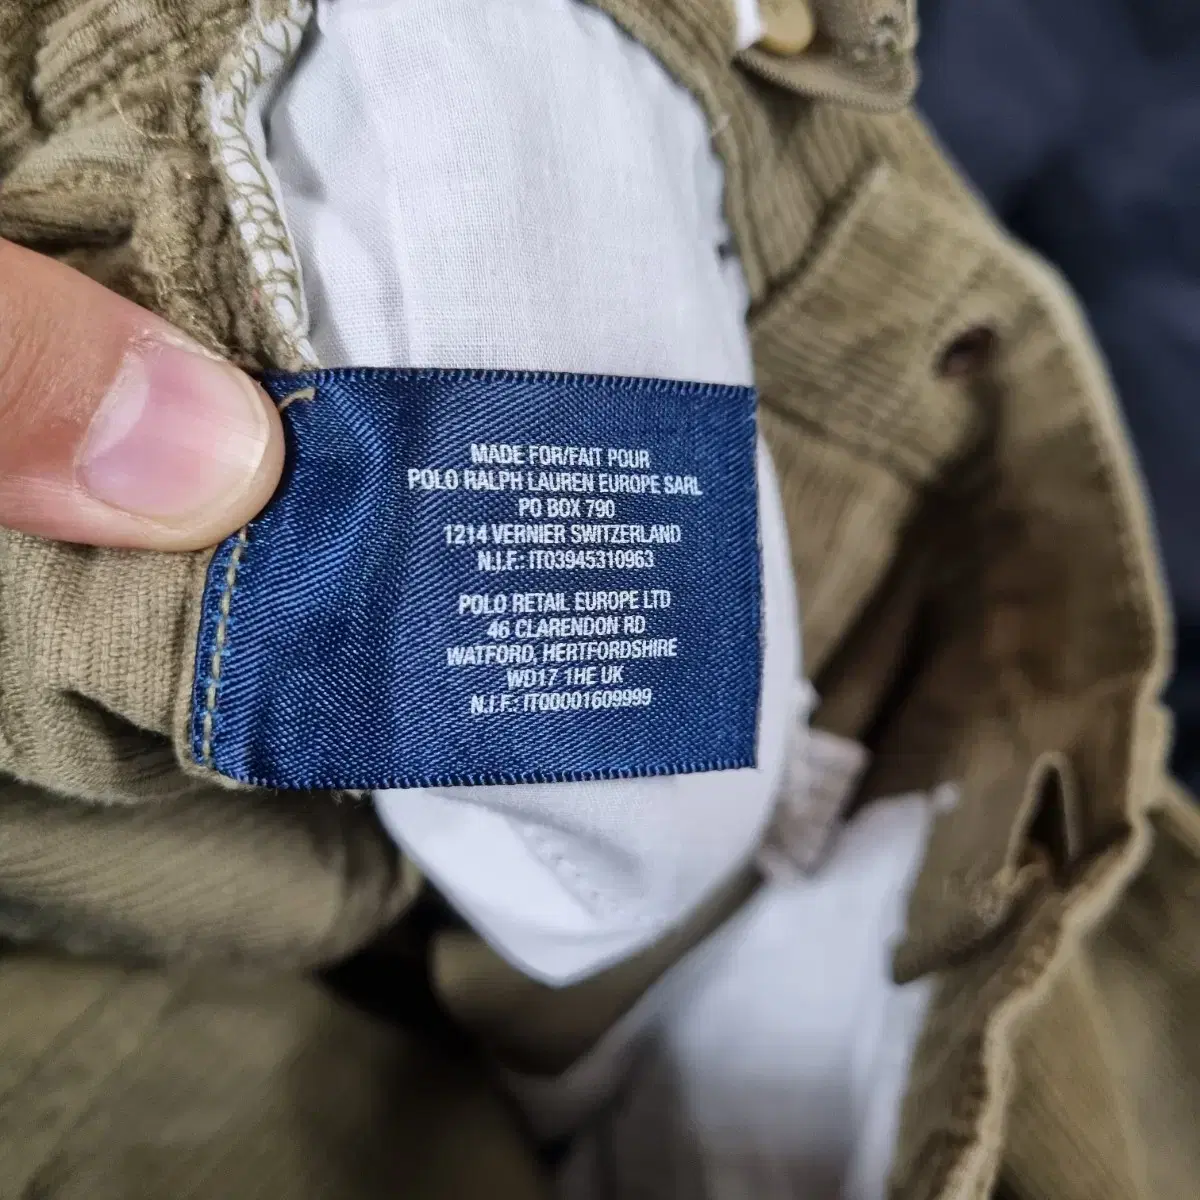 MADE FOR/FAIT POUR
POLO RALPH LAUREN EUROPE SARL
PO BOX 790
1214 VERNIER SWITZERLAND
N.I.F.: IT03945310963
POLO RETAIL EUROPE LTD
46 CLARENDON RD
WATFORD, HERTFORDSHIRE
WD17 1HE UK
N.I.F.: IT00001609999